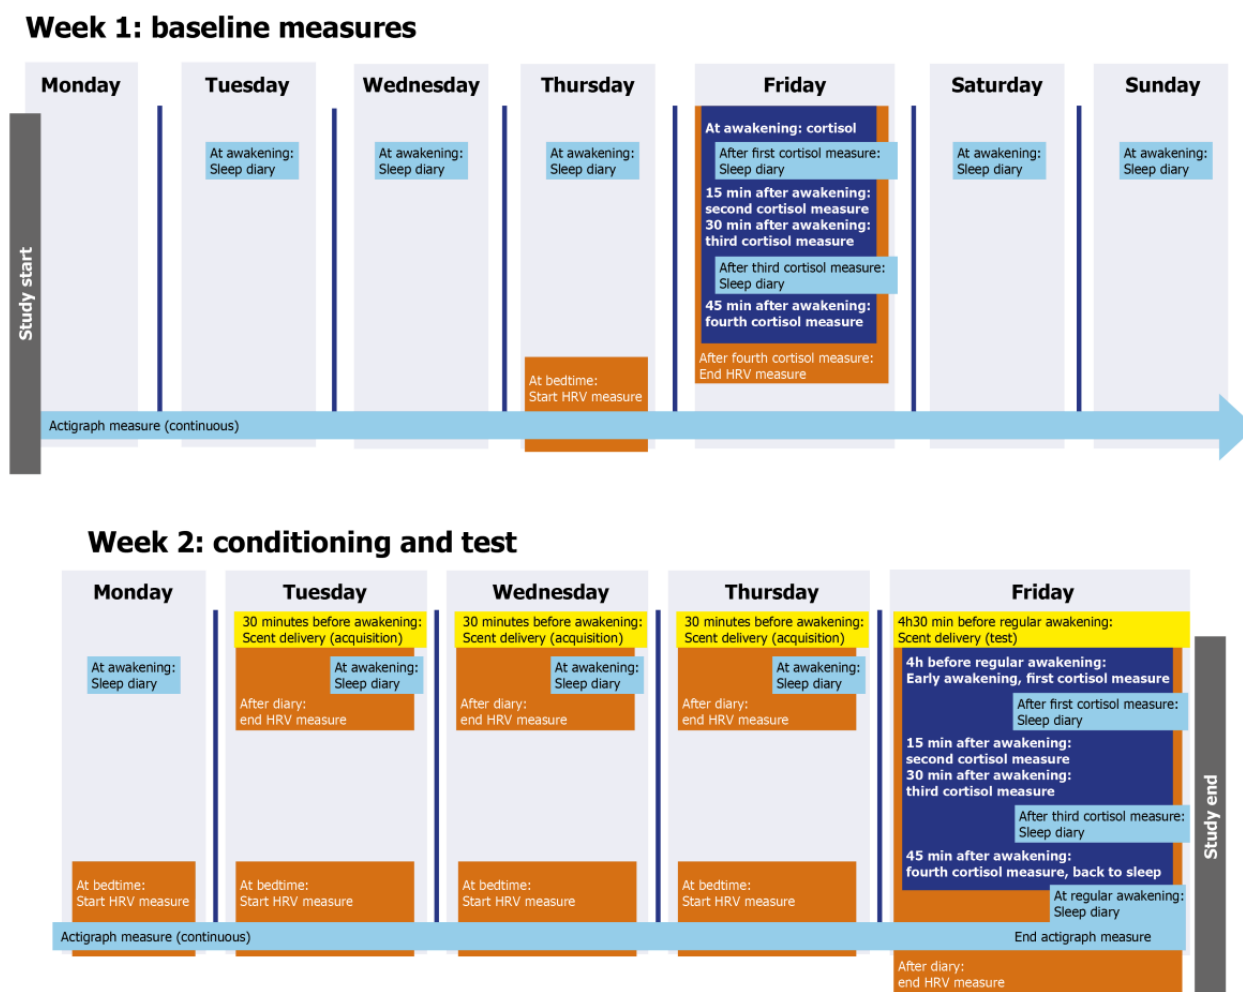 Week 1: baseline measures
Monday
Tuesday
Wednesday
Thursday
Friday
Saturday
Sunday
Study start
At awakening:
Sleep diary
At awakening:
Sleep diary
At awakening:
Sleep diary
At awakening: cortisol
After first cortisol measure:
Sleep diary
15 min after awakening:
second cortisol measure
30 min after awakening:
third cortisol measure
After third cortisol measure:
Sleep diary
45 min after awakening:
fourth cortisol measure
After fourth cortisol measure:
End HRV measure
At awakening:
Sleep diary
At awakening:
Sleep diary
At bedtime:
Start HRV measure
Actigraph measure (continuous)
Week 2: conditioning and test
Monday
Tuesday
Wednesday
Thursday
Friday
At awakening:
Sleep diary
At bedtime:
Start HRV measure
30 minutes before awakening:
Scent delivery (acquisition)
At awakening:
Sleep diary
After diary:
end HRV measure
At bedtime:
Start HRV measure
30 minutes before awakening:
Scent delivery (acquisition)
At awakening:
Sleep diary
After diary:
end HRV measure
At bedtime:
Start HRV measure
30 minutes before awakening:
Scent delivery (acquisition)
At awakening:
Sleep diary
After diary:
end HRV measure
At bedtime:
Start HRV measure
4h30 min before regular awakening:
Scent delivery (test)
4h before regular awakening:
Early awakening, first cortisol measure
After first cortisol measure:
Sleep diary
15 min after awakening:
second cortisol measure
30 min after awakening:
third cortisol measure
After third cortisol measure:
Sleep diary
45 min after awakening:
fourth cortisol measure, back to sleep
At regular awakening:
Sleep diary
Actigraph measure (continuous)
End actigraph measure
After diary:
end HRV measure
Study end